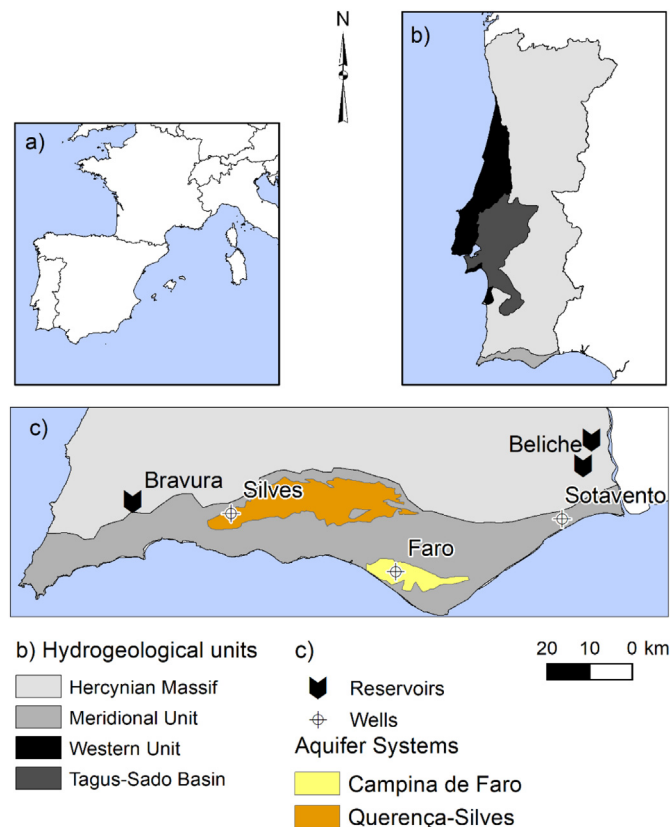 N
b)
a)
c)
Beliche
Bravura
Silves
Sotavento
Faro
b) Hydrogeological units
Hercynian Massif
Meridional Unit
Western Unit
Tagus-Sado Basin
c)
20 10 0 km
Reservoirs
Wells
Aquifer Systems
Campina de Faro
Querença-Silves